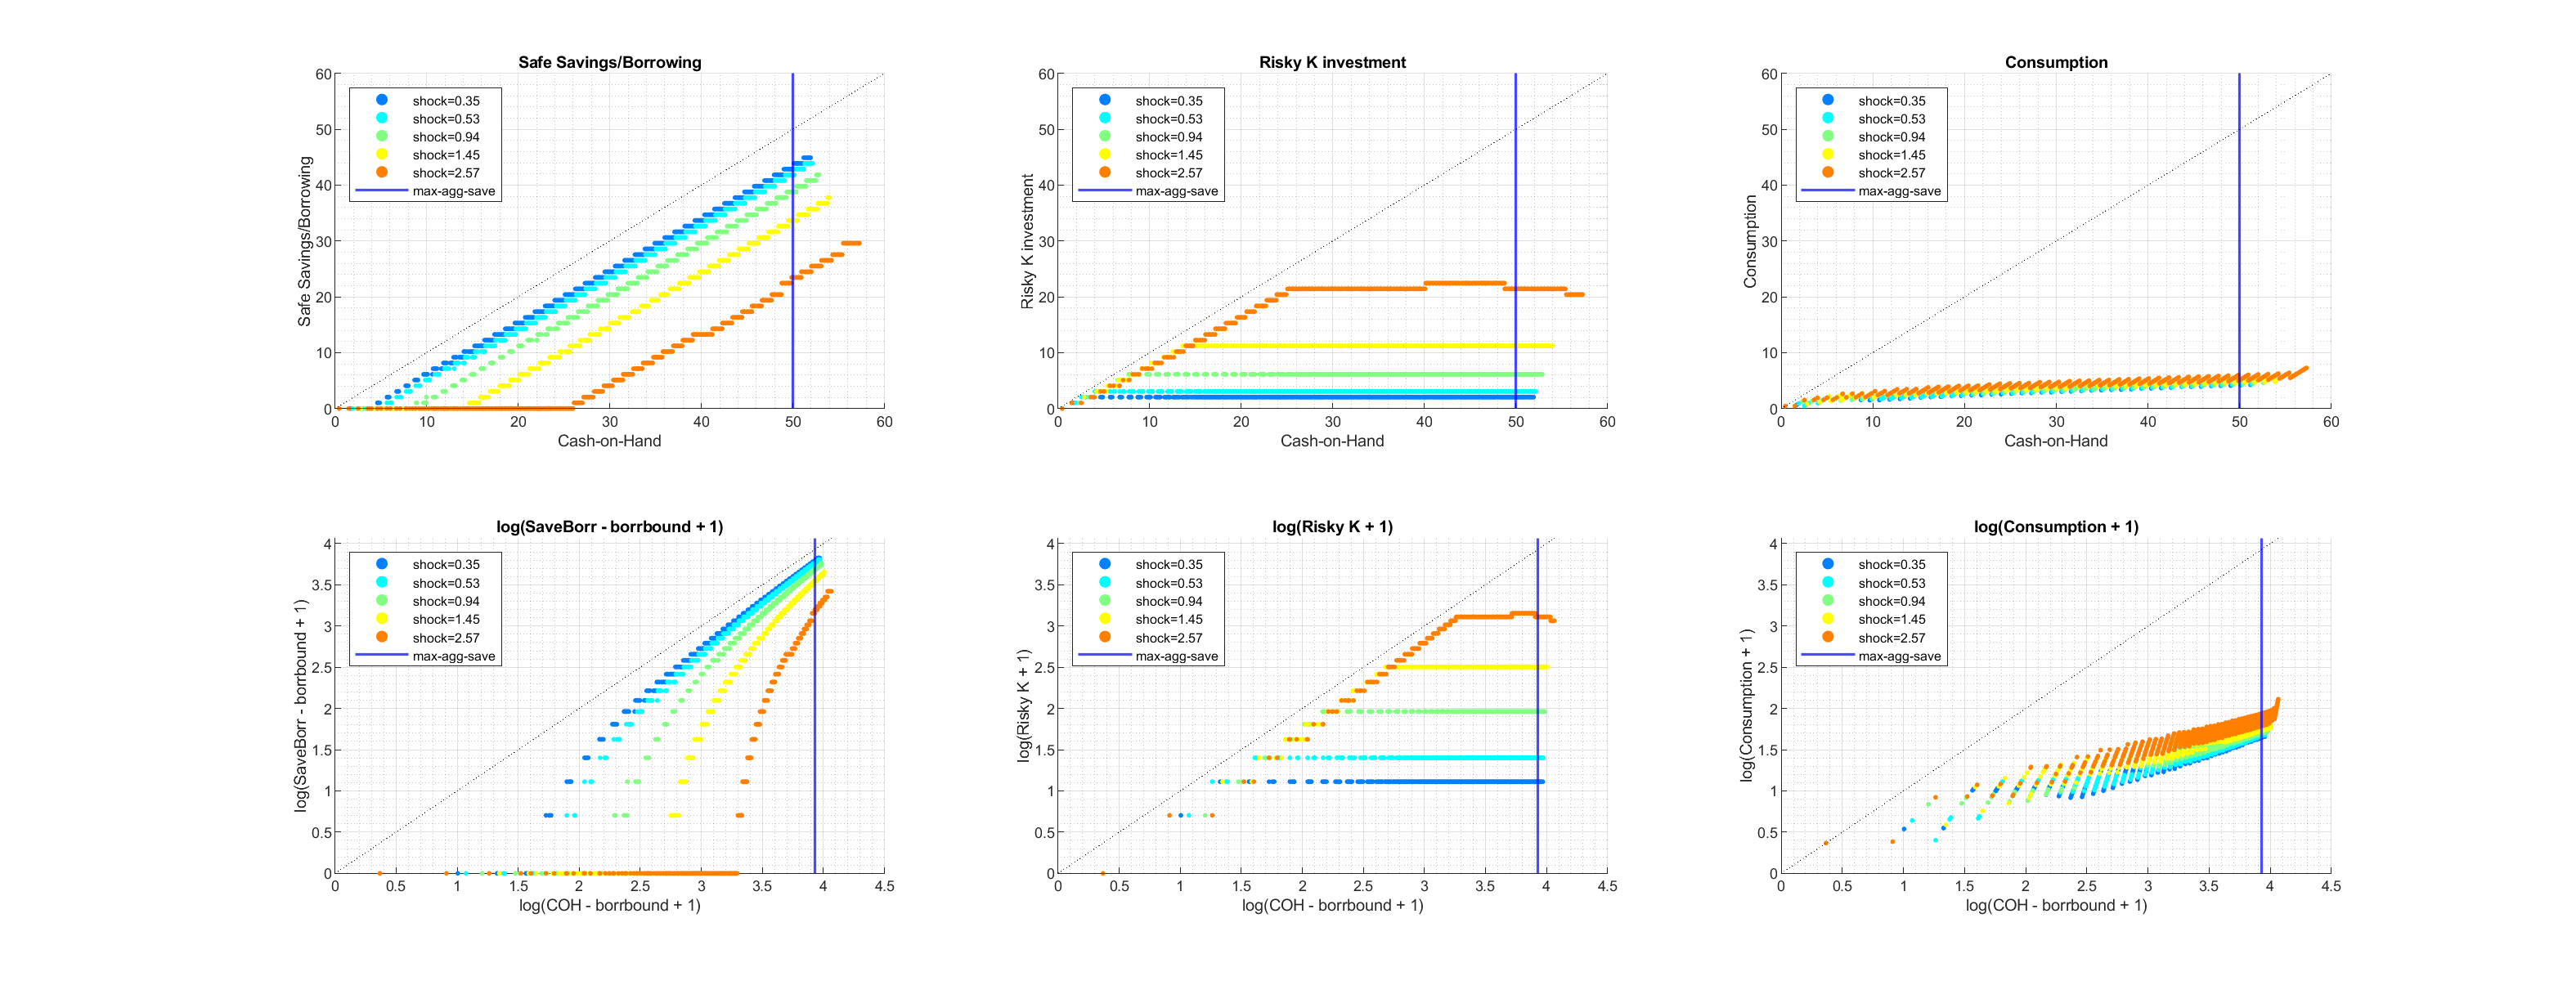 Safe Savings/Borrowing
60
50
40
30
20
10
0
Safe Savings/Borrowing
shock=0.35
shock=0.53
shock=0.94
shock=1.45
shock=2.57
max-agg-save
0 10 20 30 40 50 60
Cash-on-Hand
Risky K investment
60
50
40
30
20
10
0
Risky K investment
shock=0.35
shock=0.53
shock=0.94
shock=1.45
shock=2.57
max-agg-save
0 10 20 30 40 50 60
Cash-on-Hand
Consumption
60
50
40
30
20
10
0
Consumption
shock=0.35
shock=0.53
shock=0.94
shock=1.45
shock=2.57
max-agg-save
0 10 20 30 40 50 60
Cash-on-Hand
log(SaveBorr - borrbound + 1)
4
3.5
3
2.5
2
1.5
1
0.5
0
log(SaveBorr - borrbound + 1)
shock=0.35
shock=0.53
shock=0.94
shock=1.45
shock=2.57
max-agg-save
0 0.5 1 1.5 2 2.5 3 3.5 4 4.5
log(COH - borrbound + 1)
log(Risky K + 1)
4
3.5
3
2.5
2
1.5
1
0.5
0
log(Risky K + 1)
shock=0.35
shock=0.53
shock=0.94
shock=1.45
shock=2.57
max-agg-save
0 0.5 1 1.5 2 2.5 3 3.5 4 4.5
log(COH - borrbound + 1)
log(Consumption + 1)
4
3.5
3
2.5
2
1.5
1
0.5
0
log(Consumption + 1)
shock=0.35
shock=0.53
shock=0.94
shock=1.45
shock=2.57
max-agg-save
0 0.5 1 1.5 2 2.5 3 3.5 4 4.5
log(COH - borrbound + 1)